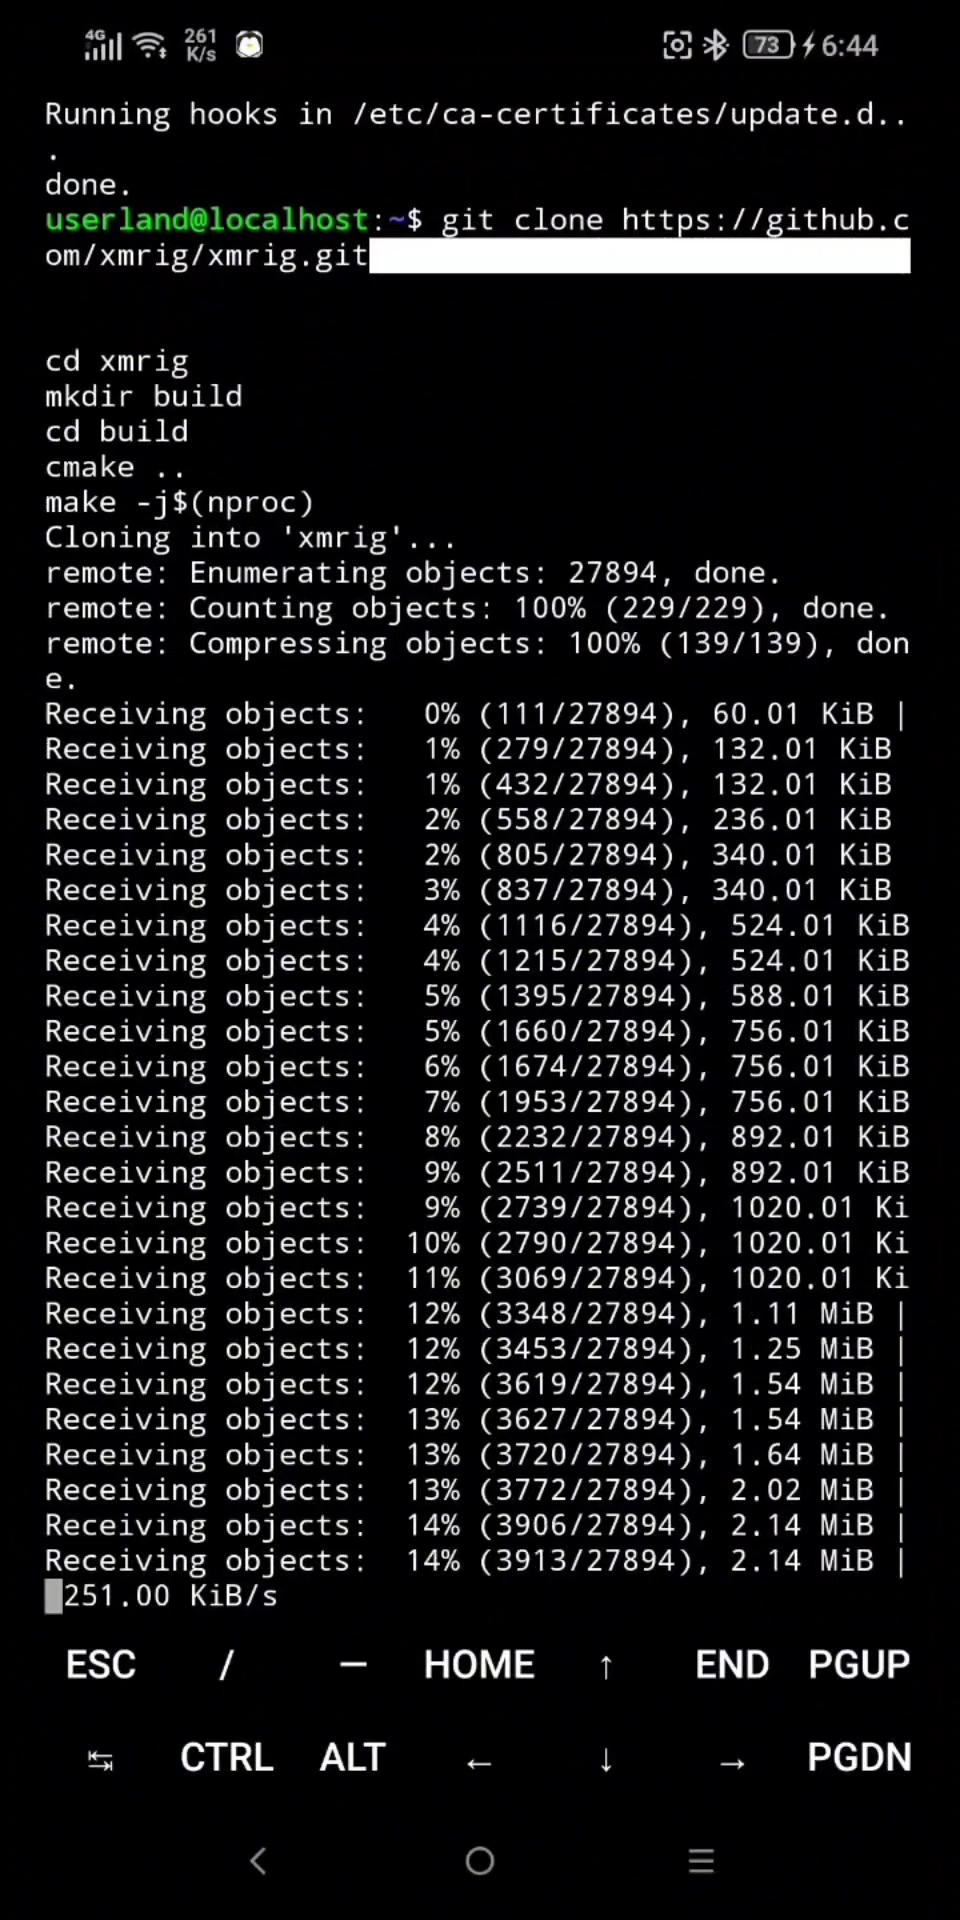 4G 261 K/s 73 6:44
Running hooks in /etc/ca-certificates/update.d..
.
done.
userland@localhost:~$ git clone https://github.c
om/xmrig/xmrig.git
cd xmrig
mkdir build
cd build
cmake ..
make -j$(nproc)
Cloning into 'xmrig'...
remote: Enumerating objects: 27894, done.
remote: Counting objects: 100% (229/229), done.
remote: Compressing objects: 100% (139/139), don
e.
Receiving objects:   0% (111/27894), 60.01 KiB |
Receiving objects:   1% (279/27894), 132.01 KiB
Receiving objects:   1% (432/27894), 132.01 KiB
Receiving objects:   2% (558/27894), 236.01 KiB
Receiving objects:   2% (805/27894), 340.01 KiB
Receiving objects:   3% (837/27894), 340.01 KiB
Receiving objects:   4% (1116/27894), 524.01 KiB
Receiving objects:   4% (1215/27894), 524.01 KiB
Receiving objects:   5% (1395/27894), 588.01 KiB
Receiving objects:   5% (1660/27894), 756.01 KiB
Receiving objects:   6% (1674/27894), 756.01 KiB
Receiving objects:   7% (1953/27894), 756.01 KiB
Receiving objects:   8% (2232/27894), 892.01 KiB
Receiving objects:   9% (2511/27894), 892.01 KiB
Receiving objects:   9% (2739/27894), 1020.01 Ki
Receiving objects:  10% (2790/27894), 1020.01 Ki
Receiving objects:  11% (3069/27894), 1020.01 Ki
Receiving objects:  12% (3348/27894), 1.11 MiB |
Receiving objects:  12% (3453/27894), 1.25 MiB |
Receiving objects:  12% (3619/27894), 1.54 MiB |
Receiving objects:  13% (3627/27894), 1.54 MiB |
Receiving objects:  13% (3720/27894), 1.64 MiB |
Receiving objects:  13% (3772/27894), 2.02 MiB |
Receiving objects:  14% (3906/27894), 2.14 MiB |
Receiving objects:  14% (3913/27894), 2.14 MiB |
251.00 KiB/s
ESC / — HOME ↑ END PGUP
↹ CTRL ALT ← ↓ → PGDN